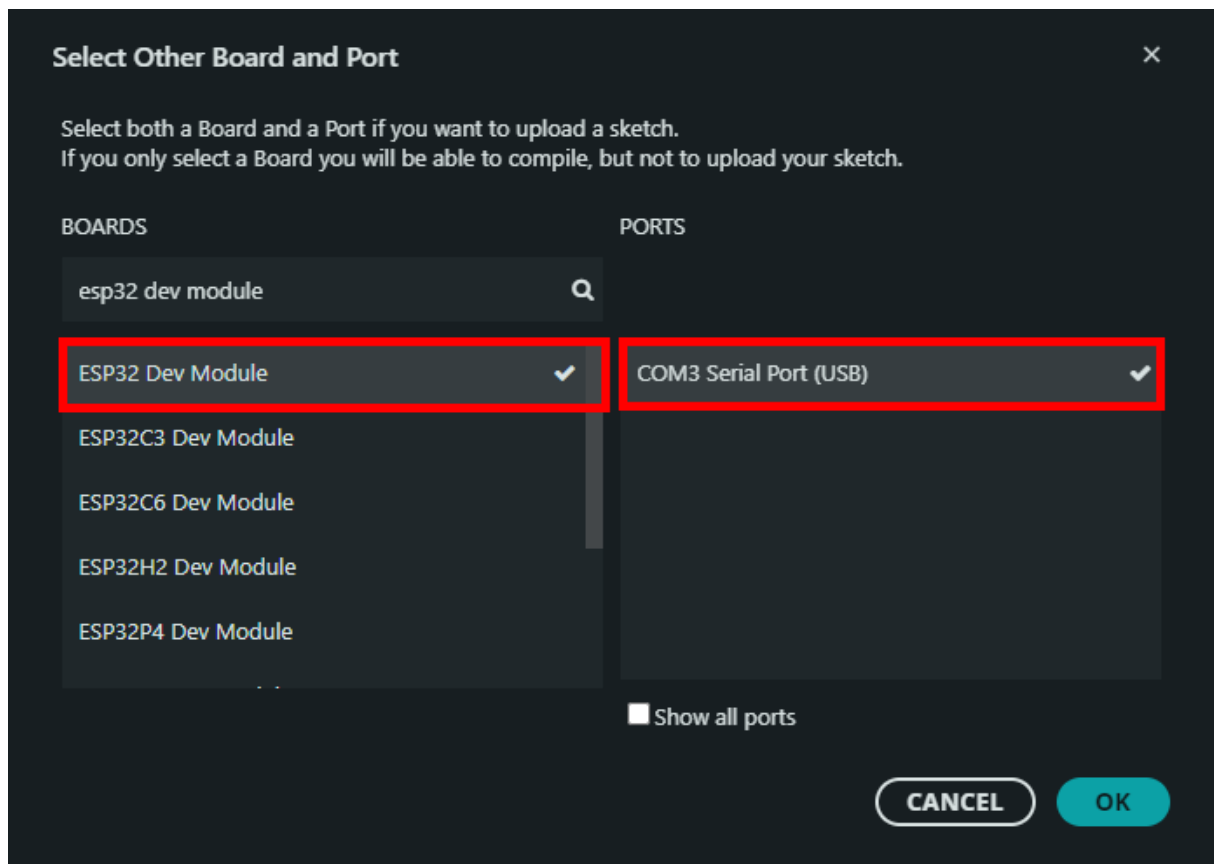 Select Other Board and Port
Select both a Board and a Port if you want to upload a sketch.
If you only select a Board you will be able to compile, but not to upload your sketch.
BOARDS
PORTS
esp32 dev module
ESP32 Dev Module
COM3 Serial Port (USB)
ESP32C3 Dev Module
ESP32C6 Dev Module
ESP32H2 Dev Module
ESP32P4 Dev Module
Show all ports
CANCEL
OK